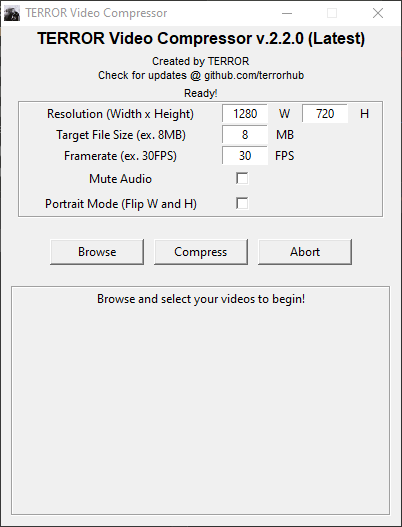 TERROR Video Compressor
TERROR Video Compressor v.2.2.0 (Latest)
Created by TERROR
Check for updates @ github.com/terrorhub
Ready!
Resolution (Width x Height) 1280 W 720 H
Target File Size (ex. 8MB) 8 MB
Framerate (ex. 30FPS) 30 FPS
Mute Audio
Portrait Mode (Flip W and H)
Browse Compress Abort
Browse and select your videos to begin!